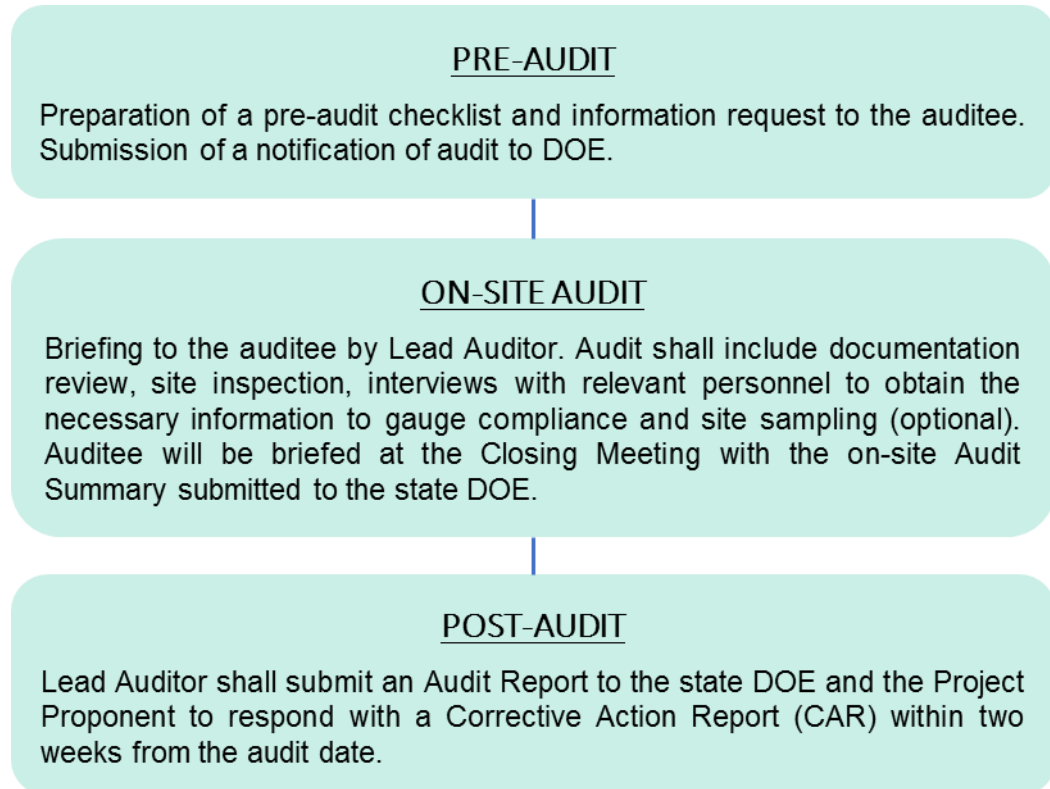 PRE-AUDIT
Preparation of a pre-audit checklist and information request to the auditee.
Submission of a notification of audit to DOE.
ON-SITE AUDIT
Briefing to the auditee by Lead Auditor. Audit shall include documentation
review, site inspection, interviews with relevant personnel to obtain the
necessary information to gauge compliance and site sampling (optional).
Auditee will be briefed at the Closing Meeting with the on-site Audit
Summary submitted to the state DOE.
POST-AUDIT
Lead Auditor shall submit an Audit Report to the state DOE and the Project
Proponent to respond with a Corrective Action Report (CAR) within two
weeks from the audit date.